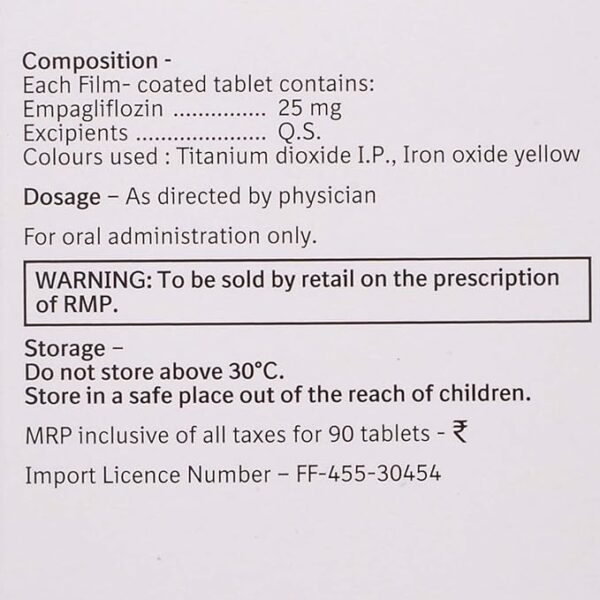 Composition -
Each Film- coated tablet contains:
Empagliflozin ............... 25 mg
Excipients ..................... Q.S.
Colours used : Titanium dioxide I.P., Iron oxide yellow
Dosage – As directed by physician
For oral administration only.
WARNING: To be sold by retail on the prescription
of RMP.
Storage –
Do not store above 30°C.
Store in a safe place out of the reach of children.
MRP inclusive of all taxes for 90 tablets - ₹
Import Licence Number – FF-455-30454